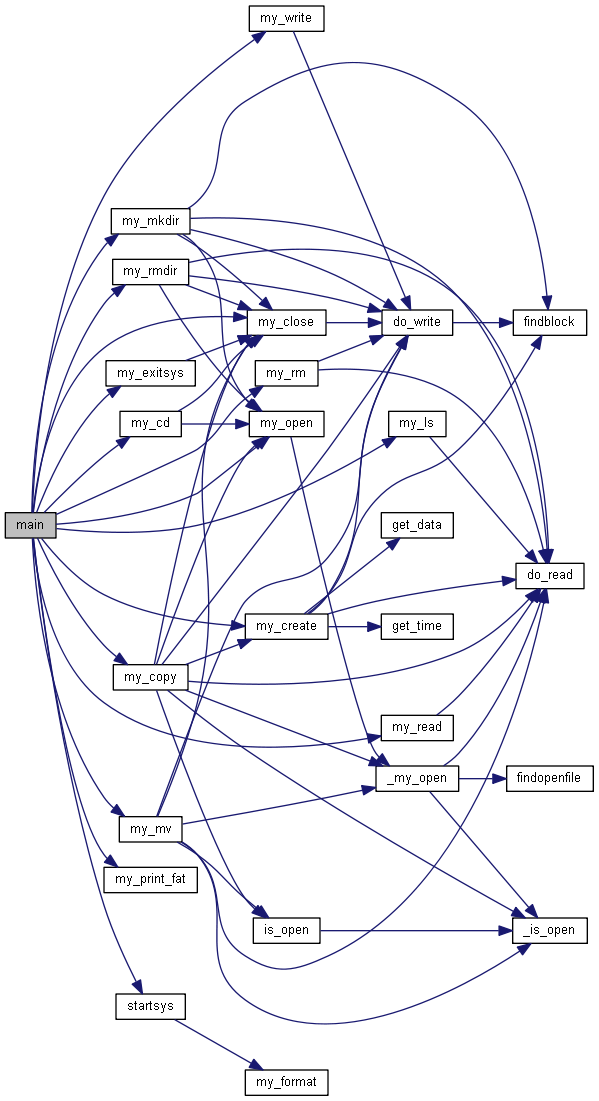 my_write
my_mkdir
my_rmdir
my_close
do_write
findblock
my_exitsys
my_rm
my_cd
my_open
my_ls
main
get_data
do_read
my_create
get_time
my_copy
my_read
_my_open
findopenfile
my_mv
my_print_fat
is_open
_is_open
startsys
my_format